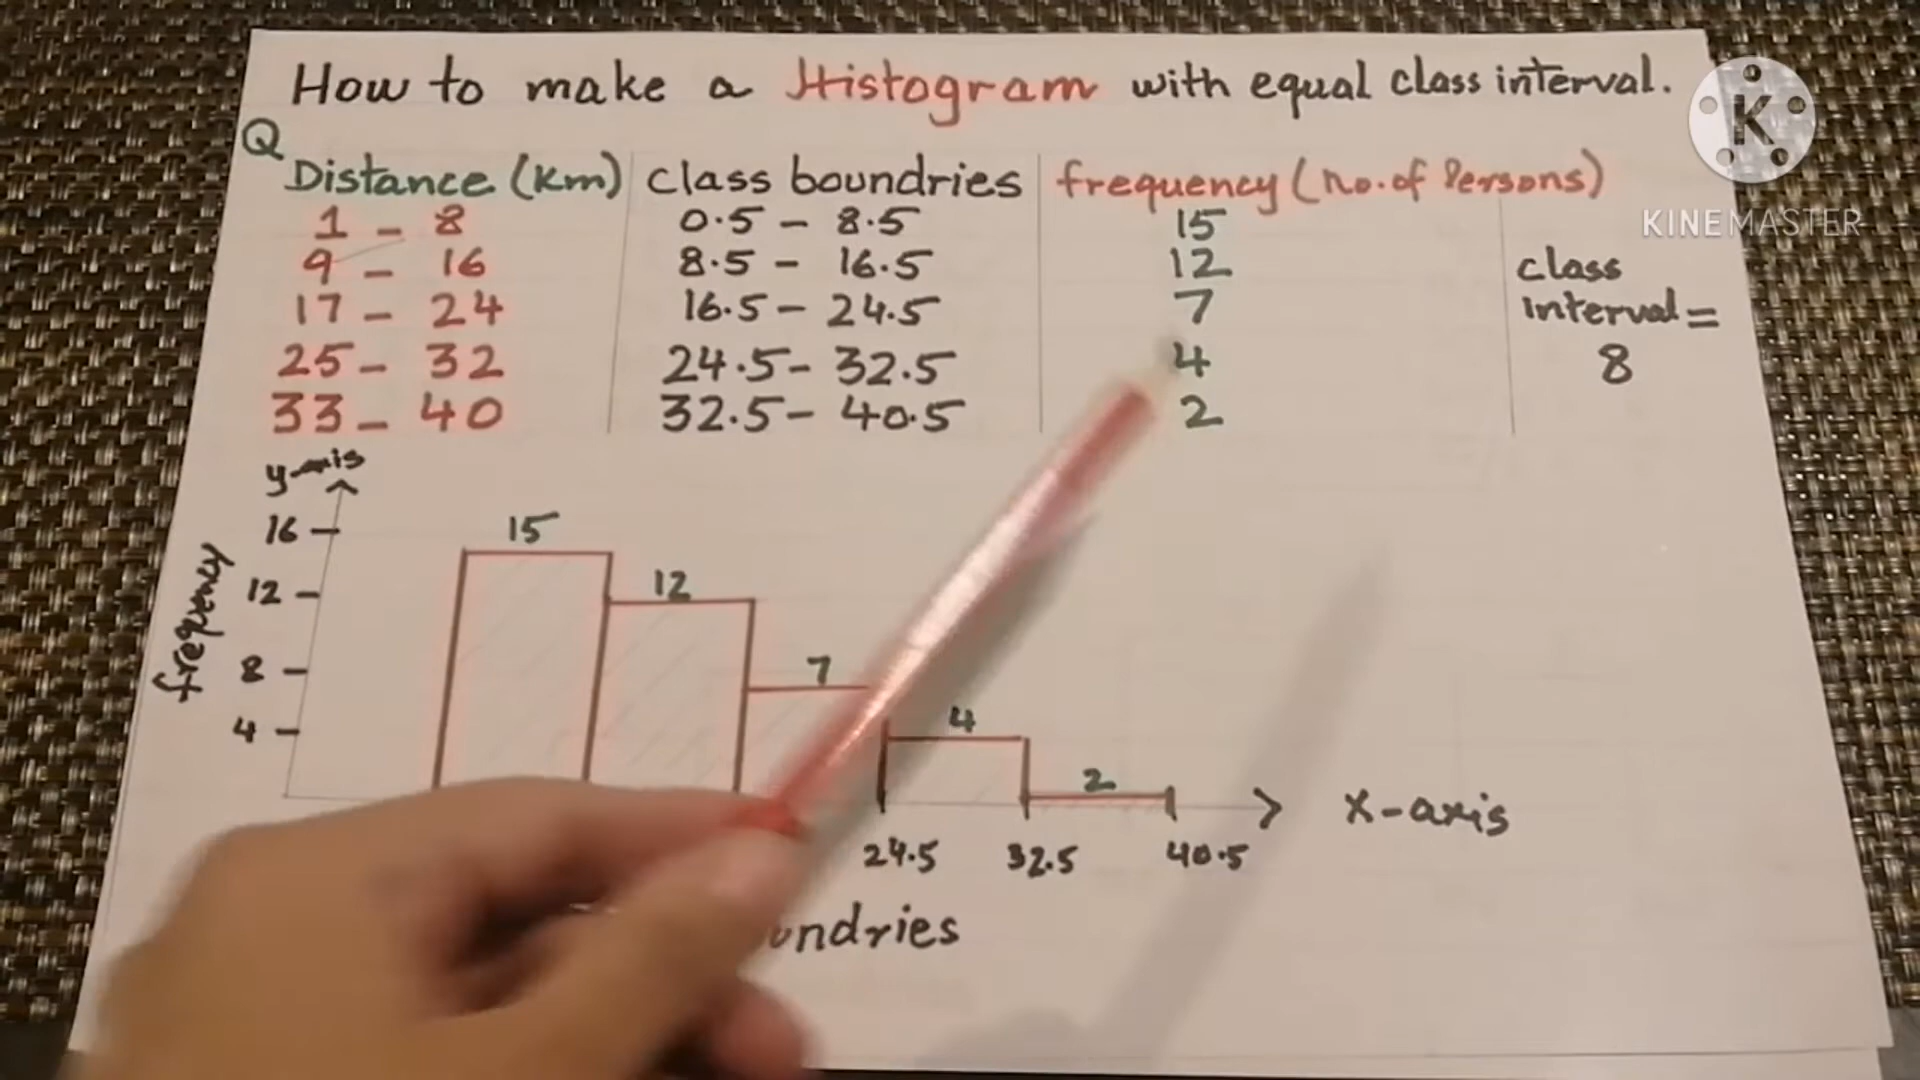 How to make a Histogram with equal class interval.
K
KINEMASTER
Q
Distance (Km) class boundries frequency (no. of Persons)
1 - 8 0.5 - 8.5 15
9 - 16 8.5 - 16.5 12
17 - 24 16.5 - 24.5 7
25 - 32 24.5 - 32.5 4
33 - 40 32.5 - 40.5 2
class
interval =
8
y-axis
frequency
16
12
8
4
15
12
7
4
2
x-axis
24.5 32.5 40.5